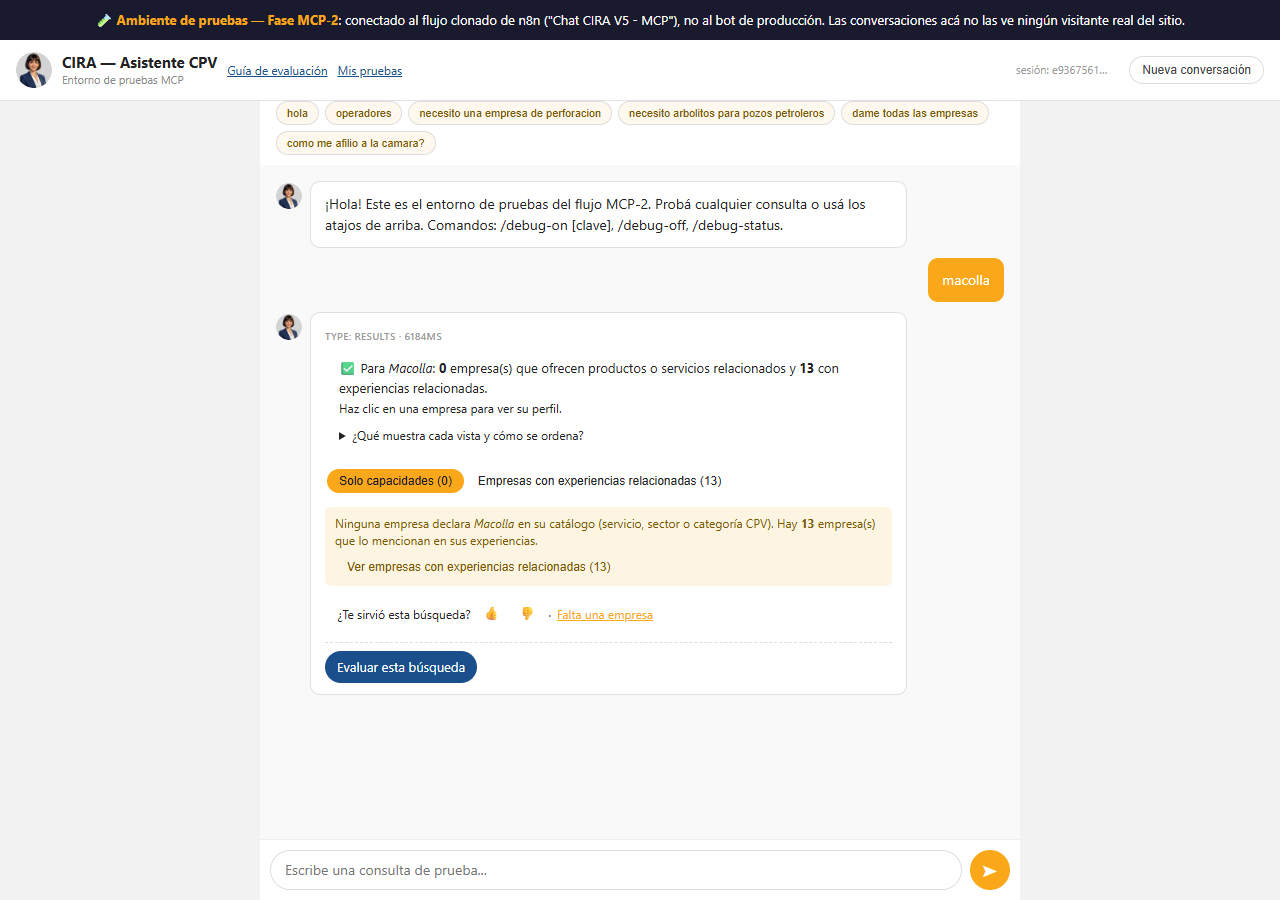 🧪 Ambiente de pruebas — Fase MCP-2: conectado al flujo clonado de n8n ("Chat CIRA V5 - MCP"), no al bot de producción. Las conversaciones acá no las ve ningún visitante real del sitio.
CIRA — Asistente CPV
Entorno de pruebas MCP
Guía de evaluación Mis pruebas
sesión: e9367561...
Nueva conversación
hola operadores necesito una empresa de perforacion necesito arbolitos para pozos petroleros dame todas las empresas
como me afilio a la camara?
¡Hola! Este es el entorno de pruebas del flujo MCP-2. Probá cualquier consulta o usá los
atajos de arriba. Comandos: /debug-on [clave], /debug-off, /debug-status.
macolla
TYPE: RESULTS · 6184MS
✅ Para Macolla: 0 empresa(s) que ofrecen productos o servicios relacionados y 13 con
experiencias relacionadas.
Haz clic en una empresa para ver su perfil.
▶ ¿Qué muestra cada vista y cómo se ordena?
Solo capacidades (0) Empresas con experiencias relacionadas (13)
Ninguna empresa declara Macolla en su catálogo (servicio, sector o categoría CPV). Hay 13 empresa(s)
que lo mencionan en sus experiencias.
Ver empresas con experiencias relacionadas (13)
¿Te sirvió esta búsqueda? 👍 👎 · Falta una empresa
Evaluar esta búsqueda
Escribe una consulta de prueba...